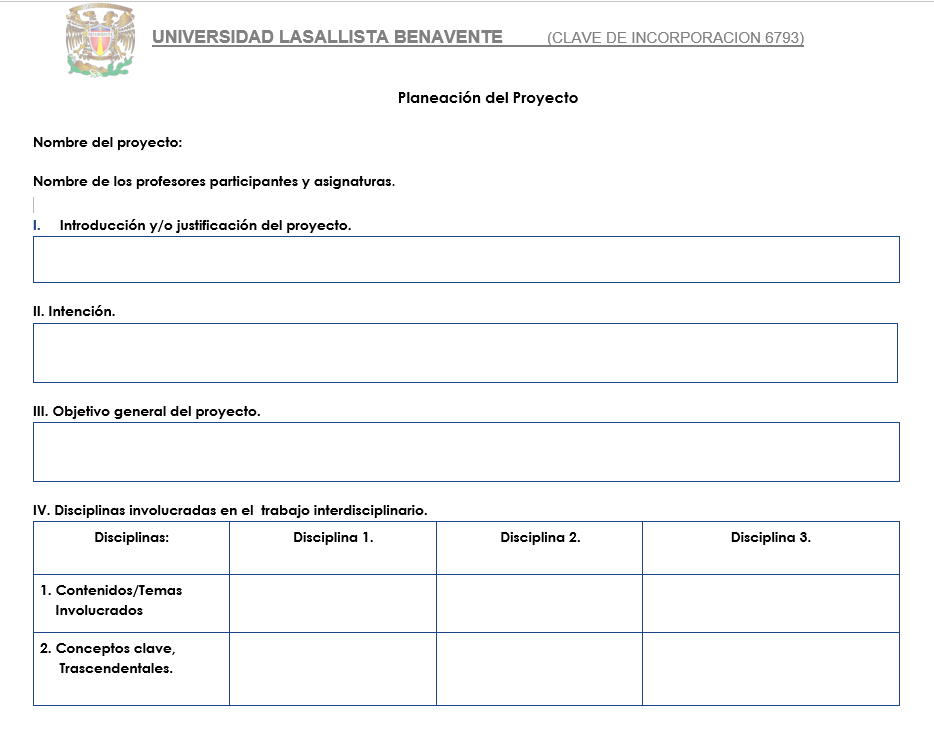 UNIVERSIDAD LASALLISTA BENAVENTE (CLAVE DE INCORPORACION 6793)
Planeación del Proyecto
Nombre del proyecto:
Nombre de los profesores participantes y asignaturas.
I. Introducción y/o justificación del proyecto.
II. Intención.
III. Objetivo general del proyecto.
IV. Disciplinas involucradas en el trabajo interdisciplinario.
Disciplinas: Disciplina 1. Disciplina 2. Disciplina 3.
1. Contenidos/Temas
Involucrados
2. Conceptos clave,
Trascendentales.